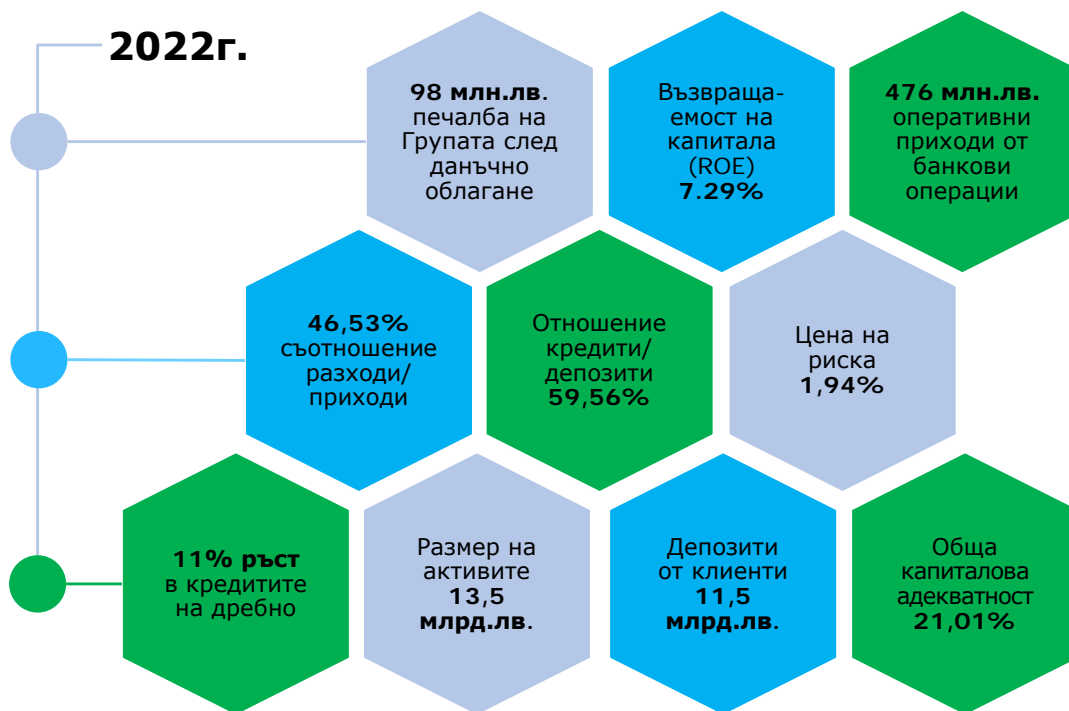 2022г.
98 млн.лв.
печалба на
Групата след
данъчно
облагане
Възвраща-
емост на
капитала
(ROE)
7.29%
476 млн.лв.
оперативни
приходи от
банкови
операции
46,53%
съотношение
разходи/
приходи
Отношение
кредити/
депозити
59,56%
Цена на
риска
1,94%
11% ръст
в кредитите
на дребно
Размер на
активите
13,5
млрд.лв.
Депозити
от клиенти
11,5
млрд.лв.
Обща
капиталова
адекватност
21,01%